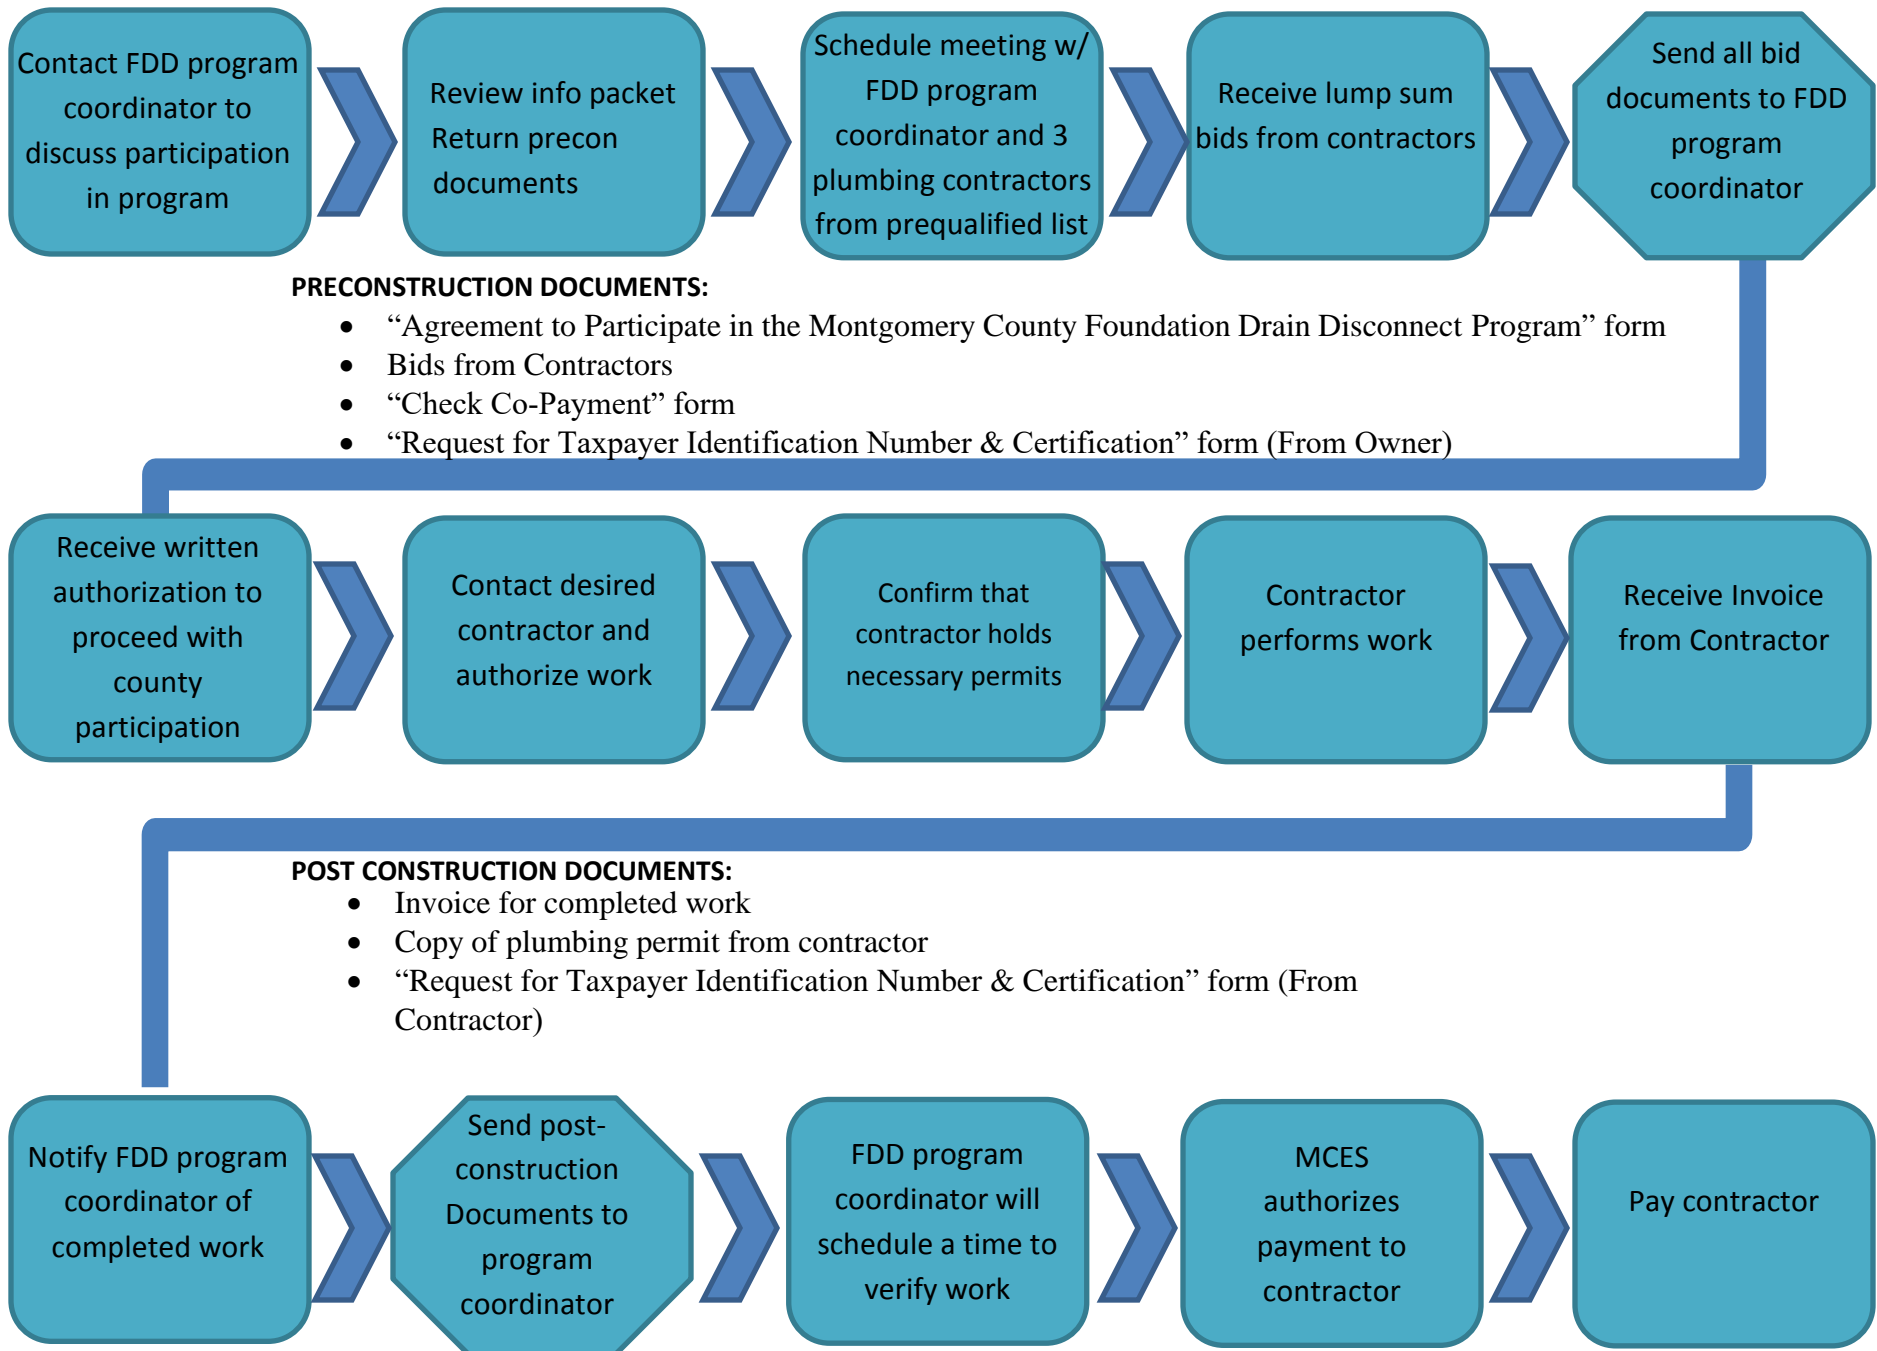 Contact FDD program
coordinator to
discuss participation
in program
Review info packet
Return precon
documents
Schedule meeting w/
FDD program
coordinator and 3
plumbing contractors
from prequalified list
Receive lump sum
bids from contractors
Send all bid
documents to FDD
program
coordinator
PRECONSTRUCTION DOCUMENTS:
• “Agreement to Participate in the Montgomery County Foundation Drain Disconnect Program” form
• Bids from Contractors
• “Check Co-Payment” form
• “Request for Taxpayer Identification Number & Certification” form (From Owner)
Receive written
authorization to
proceed with
county
participation
Contact desired
contractor and
authorize work
Confirm that
contractor holds
necessary permits
Contractor
performs work
Receive Invoice
from Contractor
POST CONSTRUCTION DOCUMENTS:
• Invoice for completed work
• Copy of plumbing permit from contractor
• “Request for Taxpayer Identification Number & Certification” form (From
Contractor)
Notify FDD program
coordinator of
completed work
Send post-
construction
Documents to
program
coordinator
FDD program
coordinator will
schedule a time to
verify work
MCES
authorizes
payment to
contractor
Pay contractor